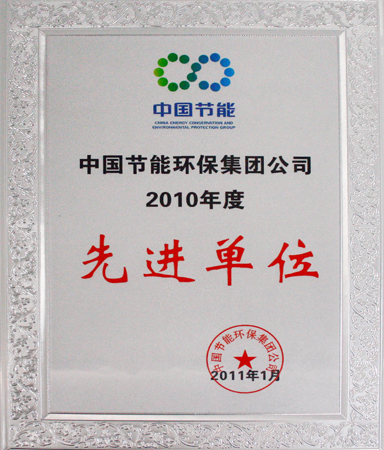 中国节能
CHINA ENERGY CONSERVATION AND
ENVIRONMENTAL PROTECTION GROUP
中国节能环保集团公司
2010年度
先进单位
中国节能环保集团公司
2011年1月